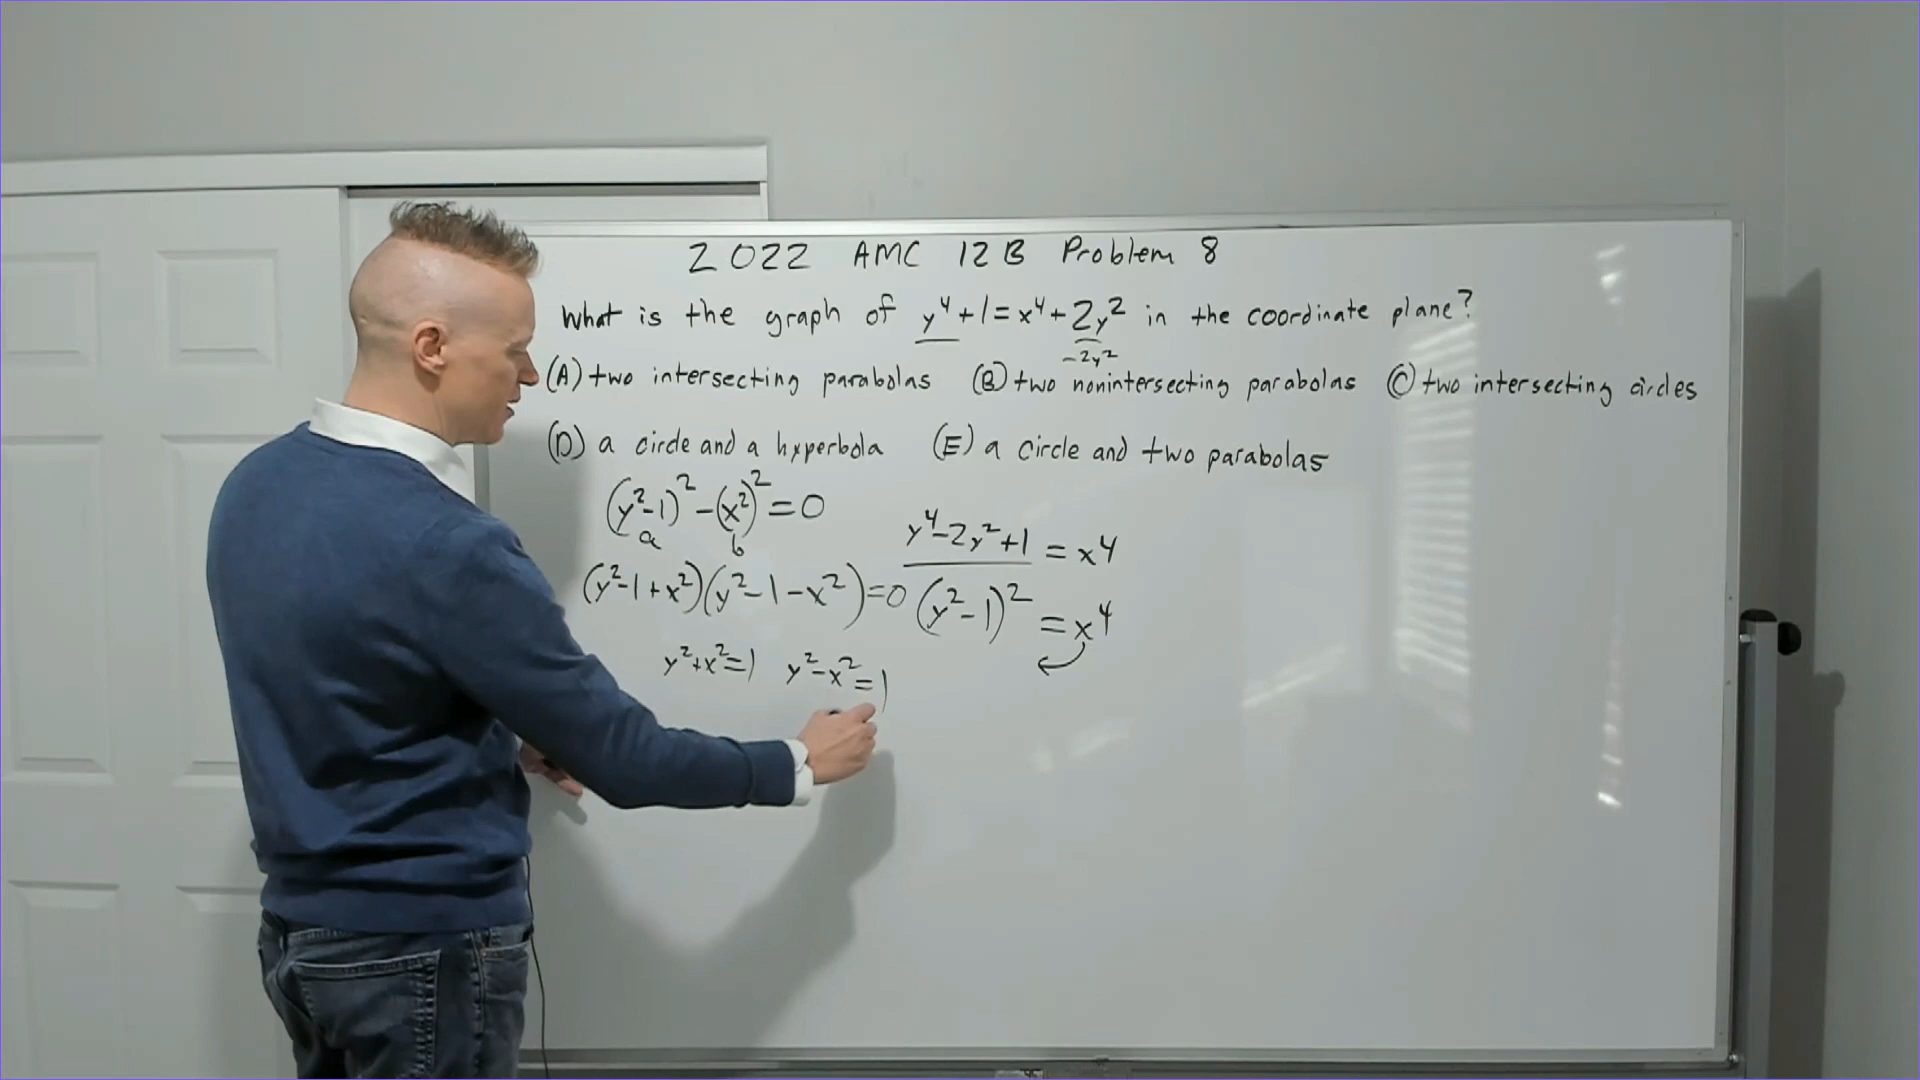 2022 AMC 12B Problem 8
What is the graph of y⁴+1=x⁴+2y² in the coordinate plane?
-2y²
(A) two intersecting parabolas (B) two nonintersecting parabolas (C) two intersecting circles
(D) a circle and a hyperbola (E) a circle and two parabolas
(y²-1)²-(x²)²=0
a b
y⁴-2y²+1=x⁴
(y²-1+x²)(y²-1-x²)=0
(y²-1)²=x⁴
y²+x²=1 y²-x²=1